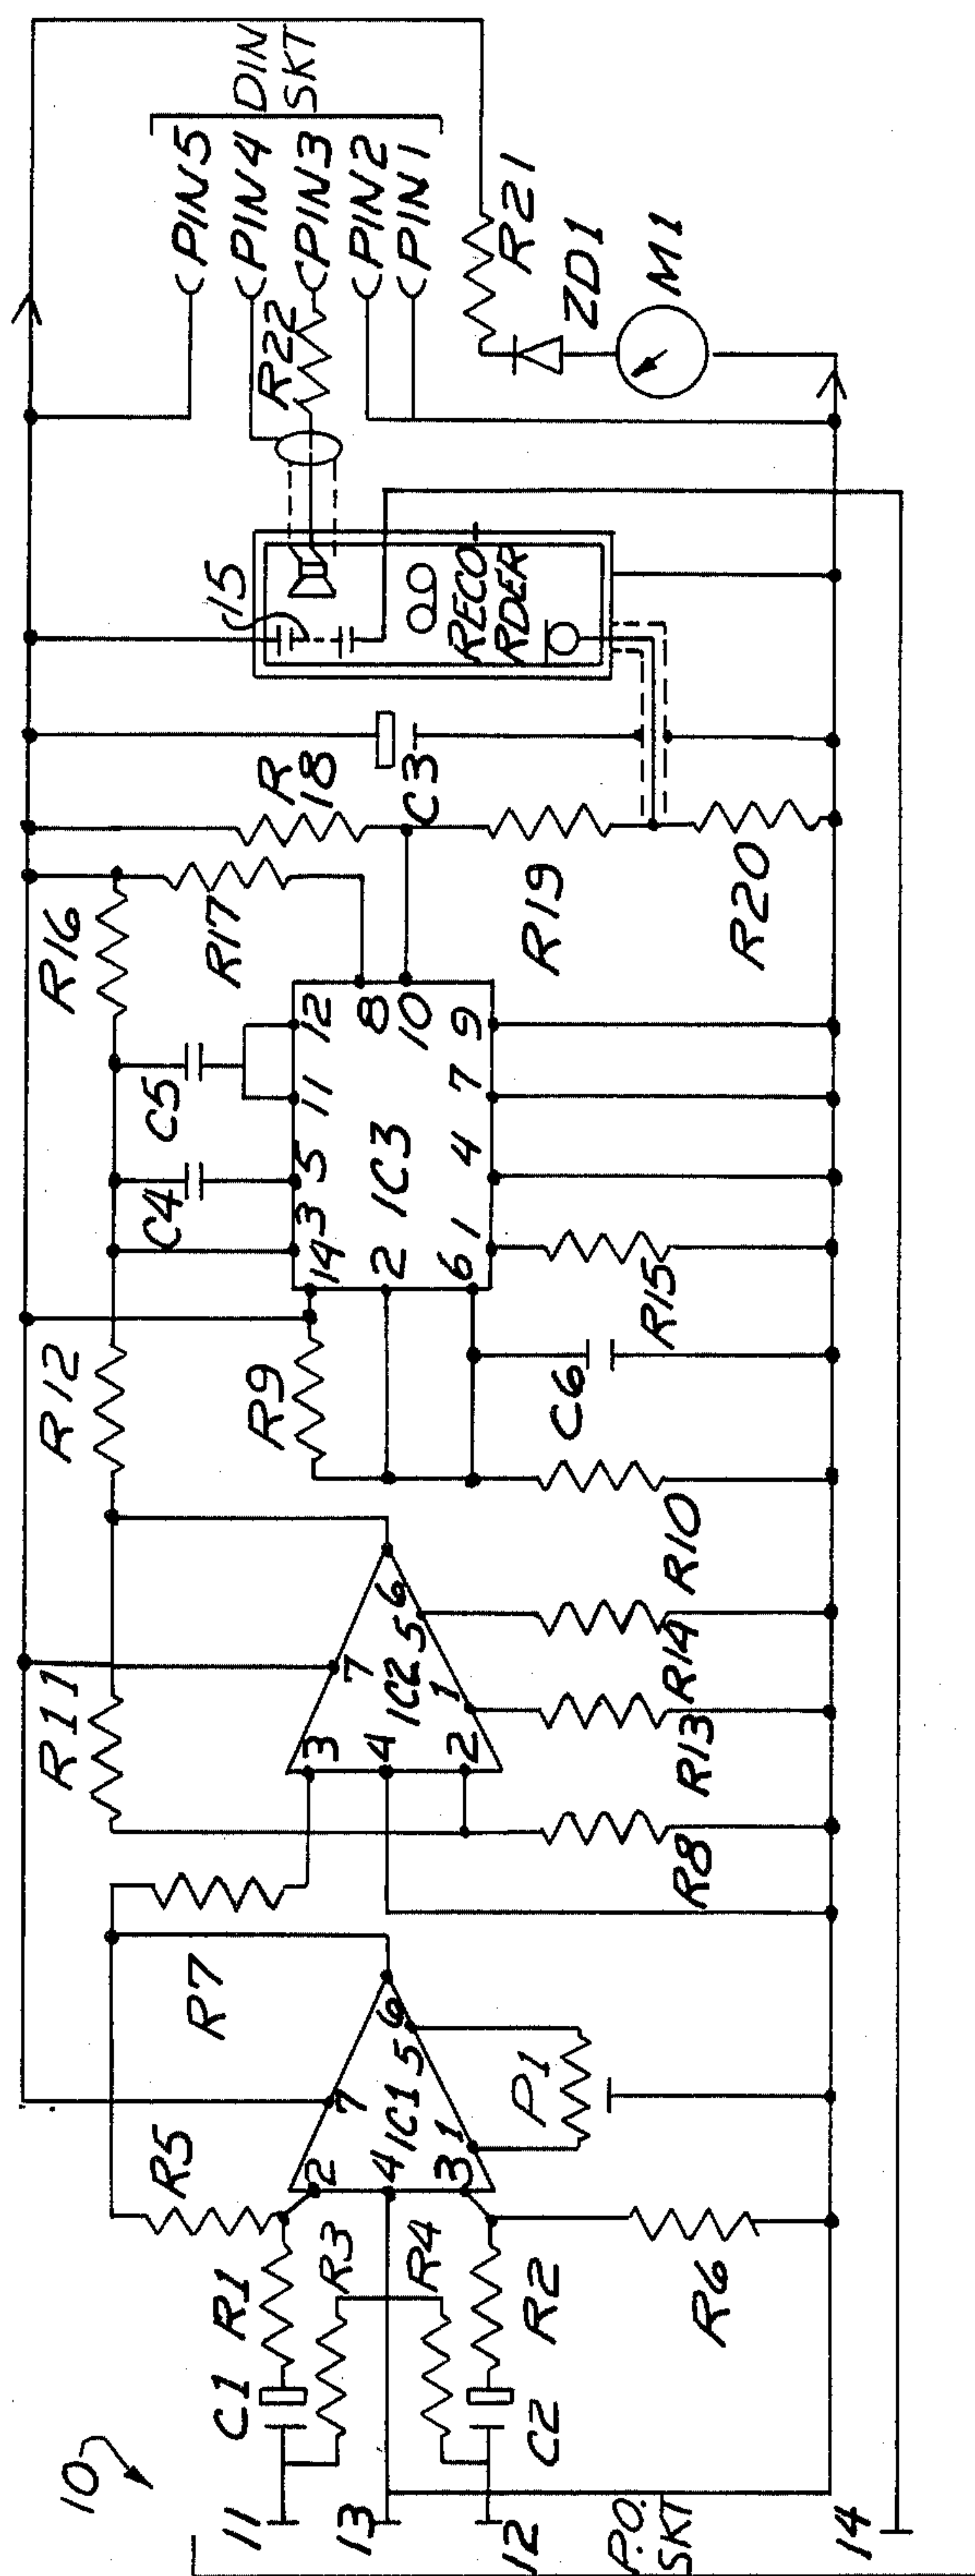 10
11
13
12
P.O.
SKT
14
C1
R1
R3
R4
R2
C2
R5
R6
2
4
3
7
IC1
1
5
6
P1
R7
R8
R11
3
4
2
7
IC2
1
5
6
R13
R14
R10
R12
R9
C6
R15
14
3
5
11
12
2
IC3
8
10
6
1
4
7
9
C4
C5
R16
R17
R
18
R19
R20
C3
15
RECO
RDER
R22
PIN5
PIN4
PIN3
PIN2
PIN1
DIN
SKT
R21
ZD1
M1